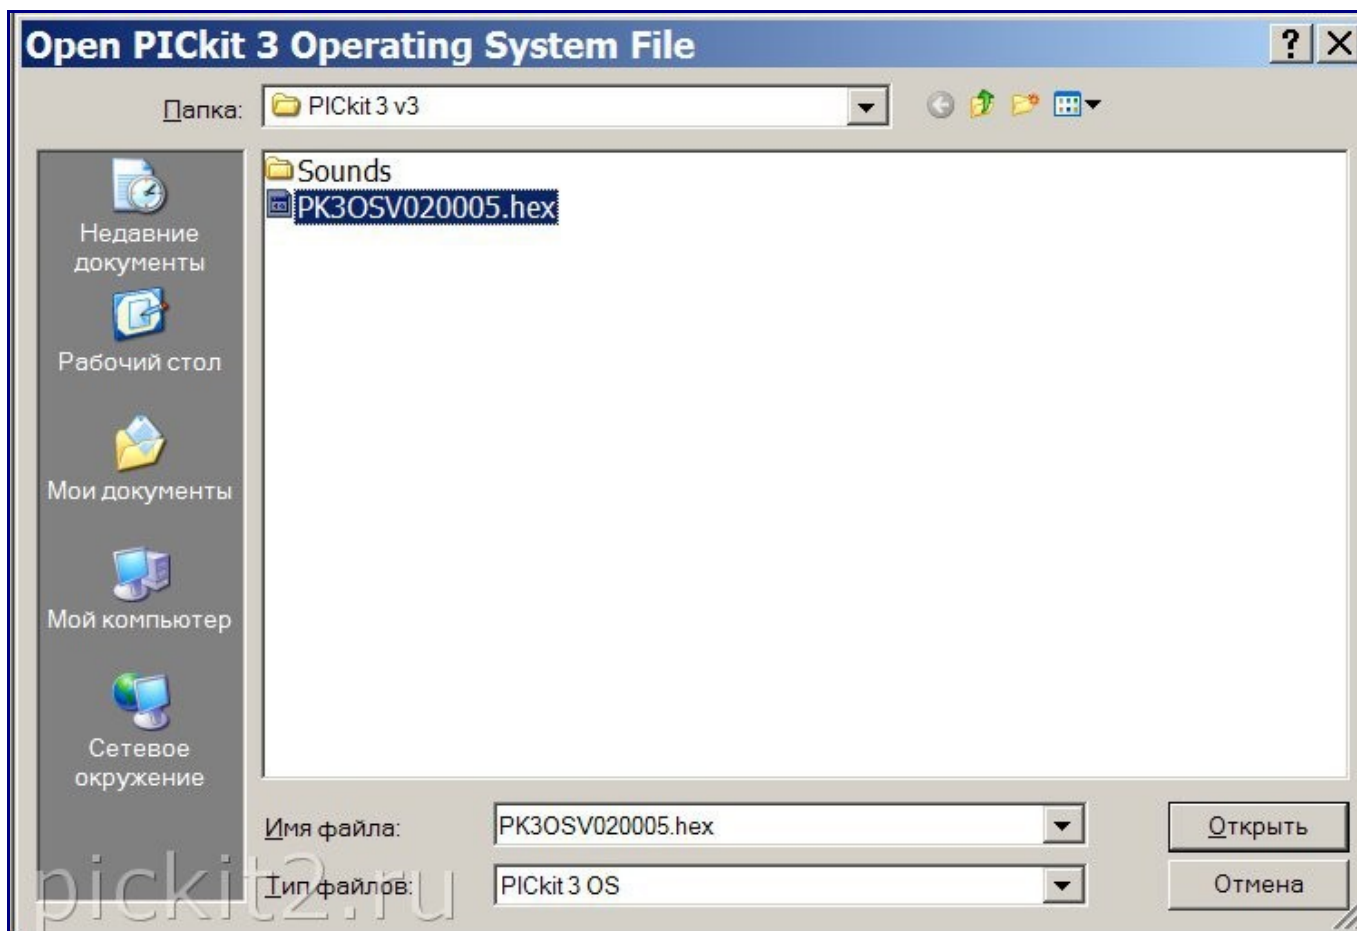 Open PICkit 3 Operating System File
Папка: PICkit 3 v3
Sounds
PK3OSV020005.hex
Недавние
документы
Рабочий стол
Мои документы
Мой компьютер
Сетевое
окружение
Имя файла: PK3OSV020005.hex Открыть
Тип файлов: PICkit 3 OS Отмена
pickit2.ru